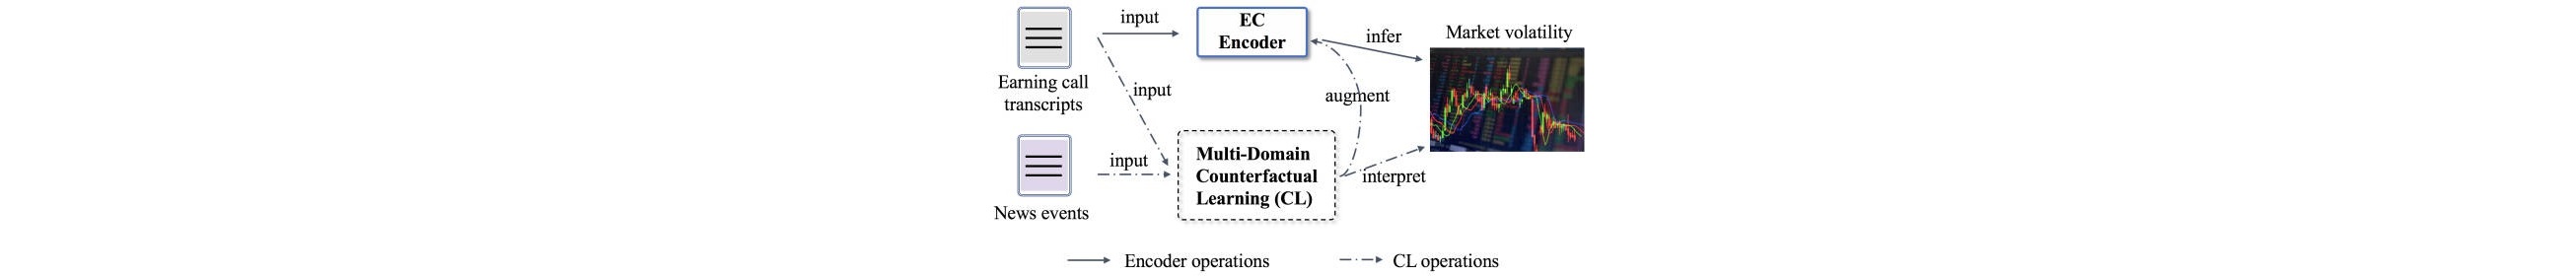 input
EC
Encoder
infer
Market volatility
Earning call
transcripts
input
augment
input
Multi-Domain
Counterfactual
Learning (CL)
interpret
News events
Encoder operations
CL operations